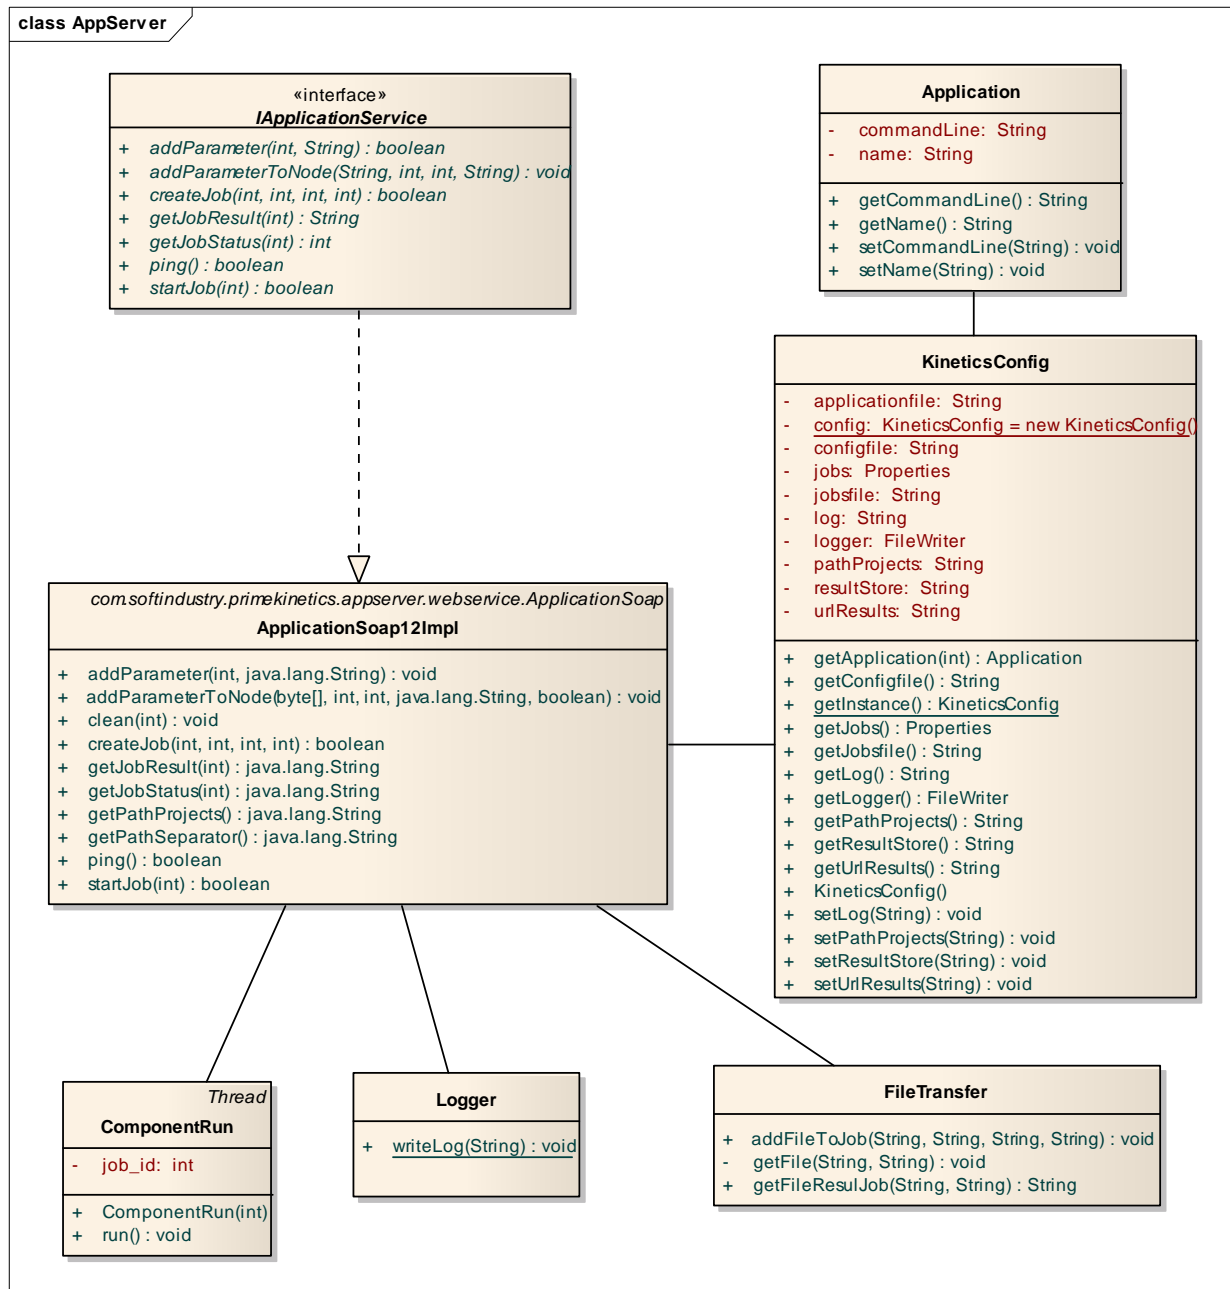 class AppServer
«interface»
IApplicationService
+ addParameter(int, String) : boolean
+ addParameterToNode(String, int, int, String) : void
+ createJob(int, int, int, int) : boolean
+ getJobResult(int) : String
+ getJobStatus(int) : int
+ ping() : boolean
+ startJob(int) : boolean
Application
- commandLine: String
- name: String
+ getCommandLine() : String
+ getName() : String
+ setCommandLine(String) : void
+ setName(String) : void
KineticsConfig
- applicationfile: String
- config: KineticsConfig = new KineticsConfig()
- configfile: String
- jobs: Properties
- jobsfile: String
- log: String
- logger: FileWriter
- pathProjects: String
- resultStore: String
- urlResults: String
+ getApplication(int) : Application
+ getConfigfile() : String
+ getInstance() : KineticsConfig
+ getJobs() : Properties
+ getJobsfile() : String
+ getLog() : String
+ getLogger() : FileWriter
+ getPathProjects() : String
+ getResultStore() : String
+ getUrlResults() : String
+ KineticsConfig()
+ setLog(String) : void
+ setPathProjects(String) : void
+ setResultStore(String) : void
+ setUrlResults(String) : void
com.softindustry.primekinetics.appserver.webservice.ApplicationSoap
ApplicationSoap12Impl
+ addParameter(int, java.lang.String) : void
+ addParameterToNode(byte[], int, int, java.lang.String, boolean) : void
+ clean(int) : void
+ createJob(int, int, int, int) : boolean
+ getJobResult(int) : java.lang.String
+ getJobStatus(int) : java.lang.String
+ getPathProjects() : java.lang.String
+ getPathSeparator() : java.lang.String
+ ping() : boolean
+ startJob(int) : boolean
Thread
ComponentRun
- job_id: int
+ ComponentRun(int)
+ run() : void
Logger
+ writeLog(String) : void
FileTransfer
+ addFileToJob(String, String, String, String) : void
- getFile(String, String) : void
+ getFileResulJob(String, String) : String